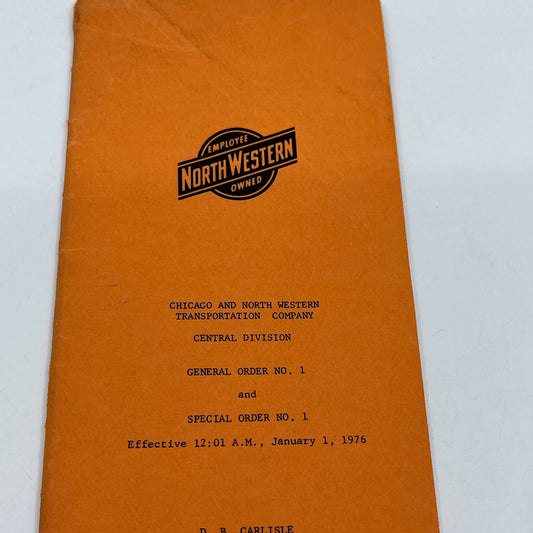 EMPLOYEE
NORTH WESTERN
OWNED
CHICAGO AND NORTH WESTERN
TRANSPORTATION COMPANY
CENTRAL DIVISION
GENERAL ORDER NO. 1
and
SPECIAL ORDER NO. 1
Effective 12:01 A.M., January 1, 1976
D. B. CARLISLE